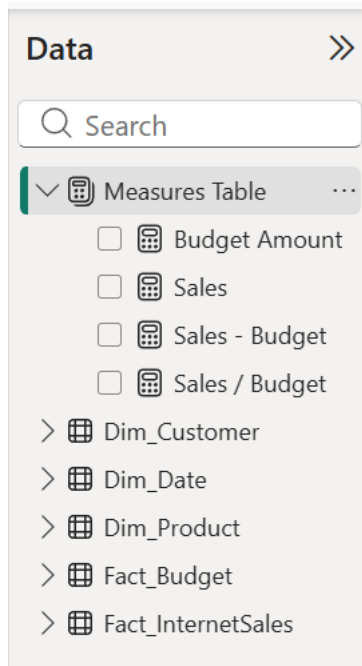 Data
Search
Measures Table
Budget Amount
Sales
Sales - Budget
Sales / Budget
Dim_Customer
Dim_Date
Dim_Product
Fact_Budget
Fact_InternetSales